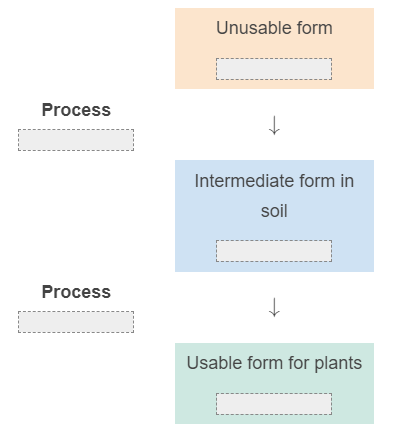 Unusable form
Process
↓
Intermediate form in
soil
Process
↓
Usable form for plants